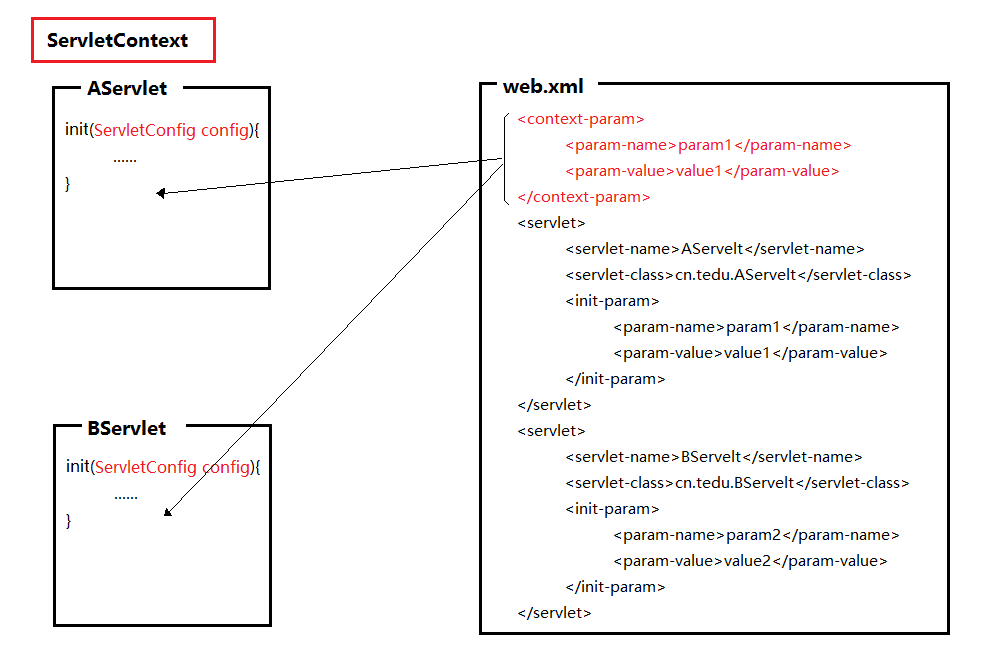 ServletContext
AServlet
init(ServletConfig config){
......
}
BServlet
init(ServletConfig config){
......
}
web.xml
<context-param>
<param-name>param1</param-name>
<param-value>value1</param-value>
</context-param>
<servlet>
<servlet-name>AServelt</servlet-name>
<servlet-class>cn.tedu.AServelt</servlet-class>
<init-param>
<param-name>param1</param-name>
<param-value>value1</param-value>
</init-param>
</servlet>
<servlet>
<servlet-name>BServelt</servlet-name>
<servlet-class>cn.tedu.BServelt</servlet-class>
<init-param>
<param-name>param2</param-name>
<param-value>value2</param-value>
</init-param>
</servlet>